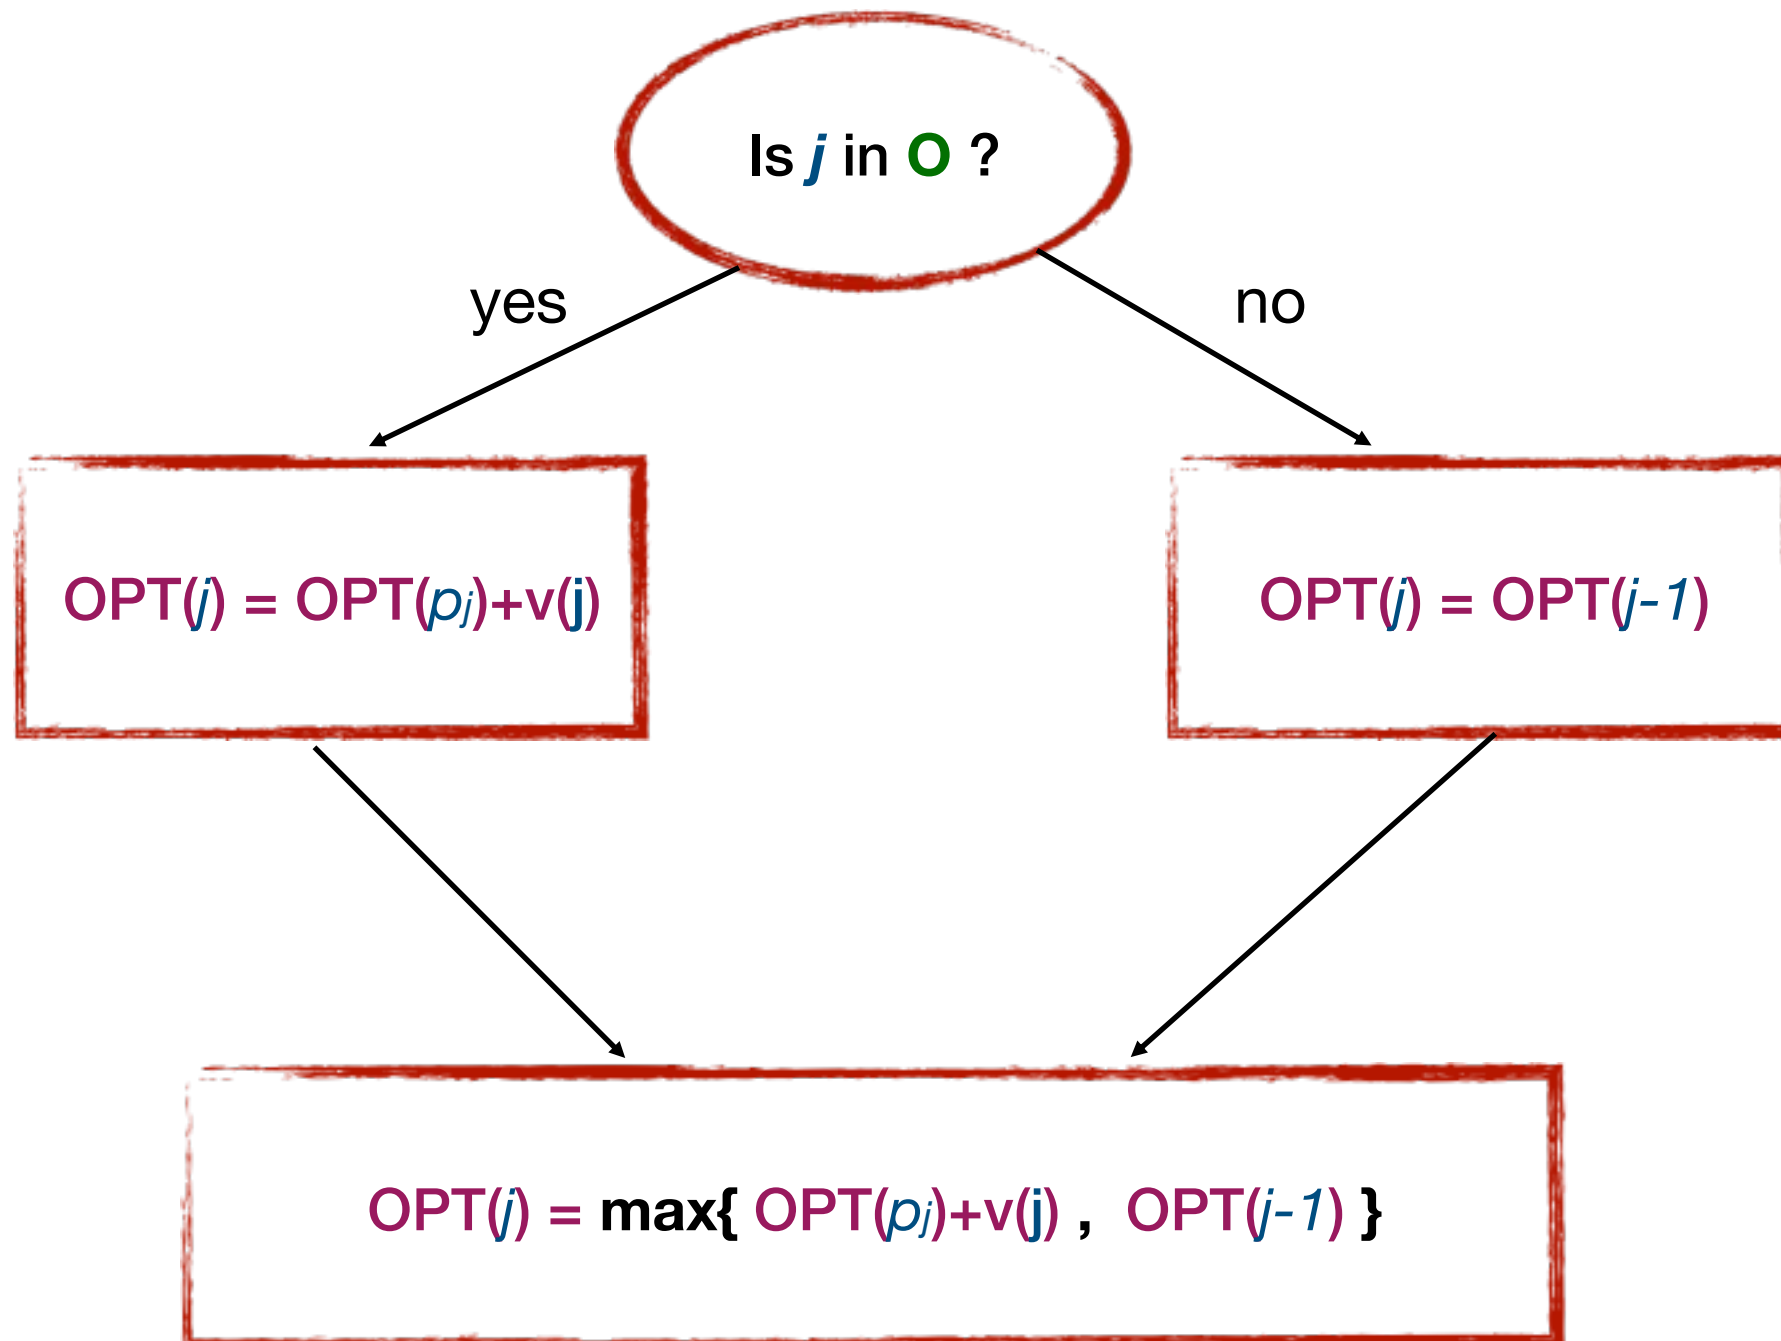 Is j in O ?
yes
no
OPT(j) = OPT(pj)+v(j)
OPT(j) = OPT(j-1)
OPT(j) = max{ OPT(pj)+v(j) , OPT(j-1) }